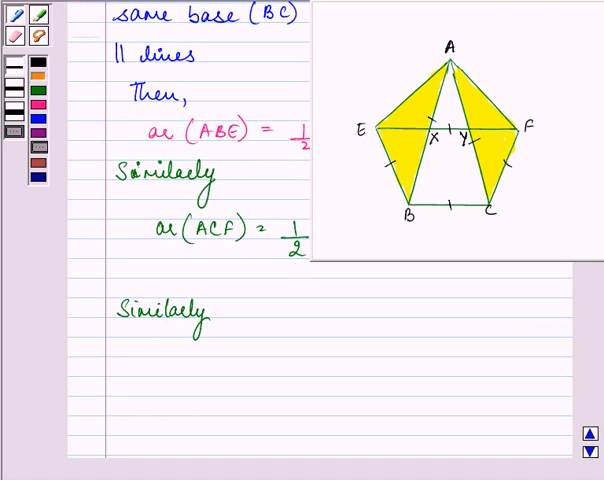 same base (BC)
|| lines
Then,
ar (ABE) = 1/2
Similarly
ar (ACF) = 1/2
Similarly
A
E
X
Y
F
B
C